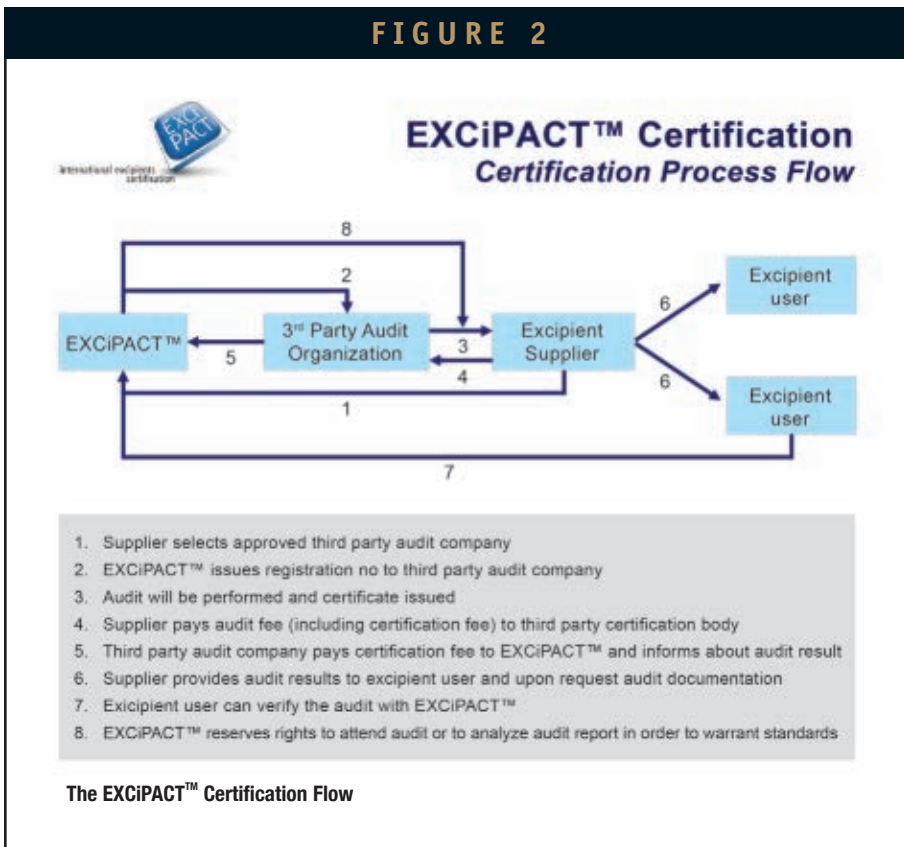 FIGURE 2
EXCiPACT
international excipients
certification
EXCiPACT™ Certification
Certification Process Flow
8
2
EXCiPACT™
5
3rd Party Audit
Organization
3
4
Excipient
Supplier
6
Excipient
user
6
Excipient
user
1
7
1. Supplier selects approved third party audit company
2. EXCiPACT™ issues registration no to third party audit company
3. Audit will be performed and certificate issued
4. Supplier pays audit fee (including certification fee) to third party certification body
5. Third party audit company pays certification fee to EXCiPACT™ and informs about audit result
6. Supplier provides audit results to excipient user and upon request audit documentation
7. Exicipient user can verify the audit with EXCiPACT™
8. EXCiPACT™ reserves rights to attend audit or to analyze audit report in order to warrant standards
The EXCiPACT™ Certification Flow